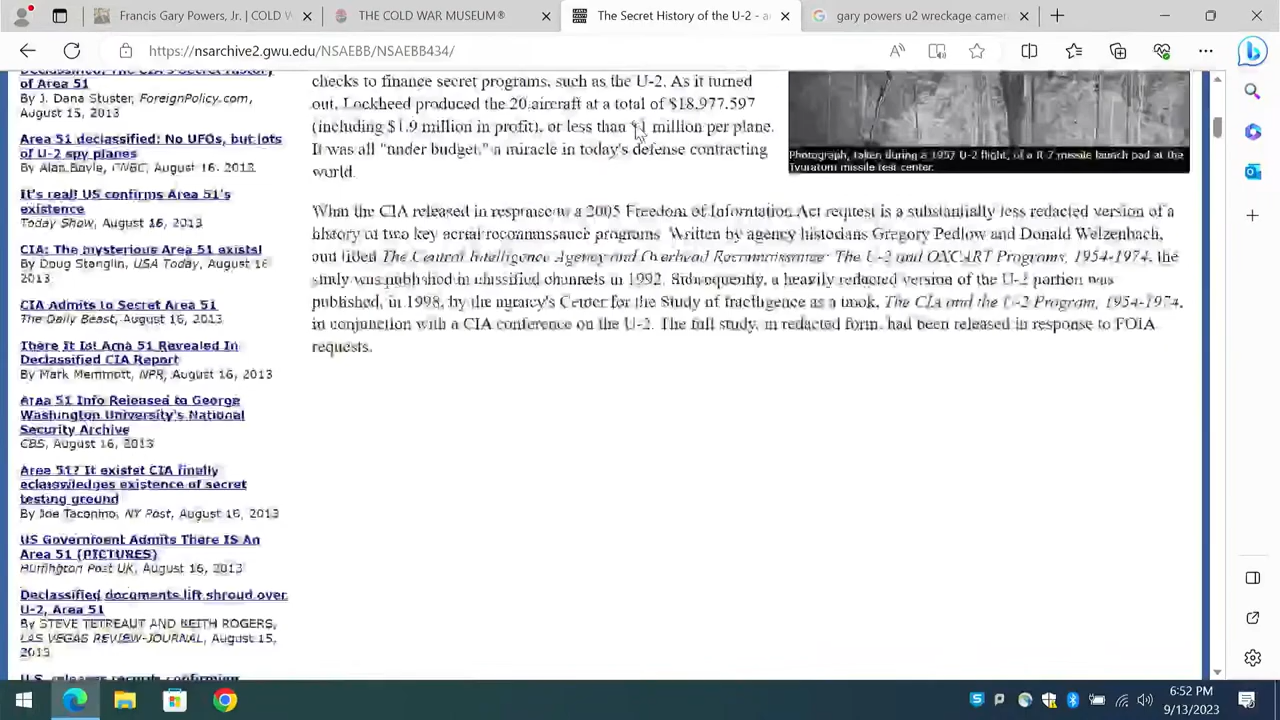 Francis Gary Powers, Jr. | COLD W
THE COLD WAR MUSEUM®
The Secret History of the U-2 - a
gary powers u2 wreckage camer
https://nsarchive2.gwu.edu/NSAEBB/NSAEBB434/
Declassified: The CIA's Secret History
of Area 51
By J. Dana Stuster, ForeignPolicy.com,
August 15, 2013
Area 51 declassified: No UFOs, but lots
of U-2 spy planes
By Alan Boyle, August 16, 2013
It's real! US confirms Area 51's
existence
Today Show, August 16, 2013
CIA: The mysterious Area 51 exists!
By Doug Stanglin, USA Today, August 16
2013
CIA Admits to Secret Area 51
The Daily Beast, August 16, 2013
There It Is! Area 51 Revealed In
Declassified CIA Report
By Mark Memmott, NPR, August 16, 2013
Area 51 Info Released to George
Washington University's National
Security Archive
CBS, August 16, 2013
Area 51? It exists! CIA finally
existence of secret
testing ground
By Joe NY Post, August 16, 2013
US Admits There IS An
Area 51 (PICTURES)
Huffington Post UK, August 16, 2013
Declassified documents lift shroud over
U-2, Area 51
By STEVE TETREAUT AND KEITH ROGERS,
LAS VEGAS REVIEW-JOURNAL, August 15,
2013
checks to finance secret programs, such as the U-2. As it turned
out, Lockheed produced the 20 aircraft at a total of $18,977,597
(including $1.9 million in profit), or less than $1 million per plane.
It was all "under budget," a miracle in today's defense contracting
world.
Photograph, taken during a 1957 U-2 flight, of a R-7 missile launch pad at the
Tyuratom missile test center.
What the CIA released in response to a 2005 Freedom of Information Act request is a substantially less redacted version of a
history of two key aerial reconnaissance programs. Written by agency historians Gregory Pedlow and Donald Welzenbach,
and titled The Central Intelligence Agency and Overhead Reconnaissance: The U-2 and OXCART Programs, 1954-1974, the
study was published in classified channels in 1992. Subsequently, a heavily redacted version of the U-2 portion was
published, in 1998, by the Center for the Study of Intelligence as a book, The CIA and the U-2 Program, 1954-1974,
in conjunction with a CIA conference on the U-2. The full study, in redacted form, had been released in response to FOIA
requests.
6:52 PM
9/13/2023